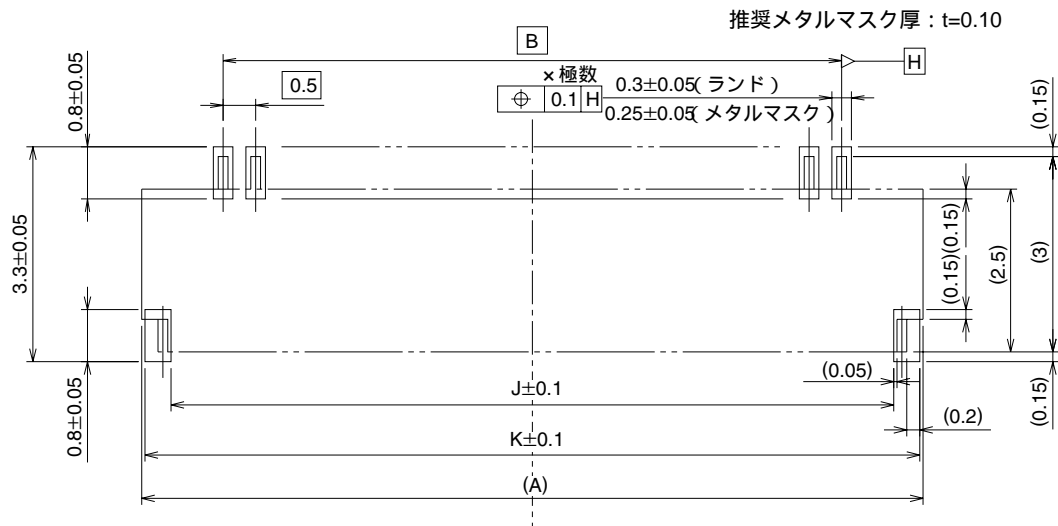 推奨メタルマスク厚：t=0.10
B
H
0.5
×極数
⌖ 0.1 H
0.3±0.05（ランド）
0.25±0.05（メタルマスク）
0.8±0.05
(0.15)
3.3±0.05
(0.15)
(0.15)
(2.5)
(3)
0.8±0.05
(0.05)
(0.15)
J±0.1
(0.2)
K±0.1
(A)